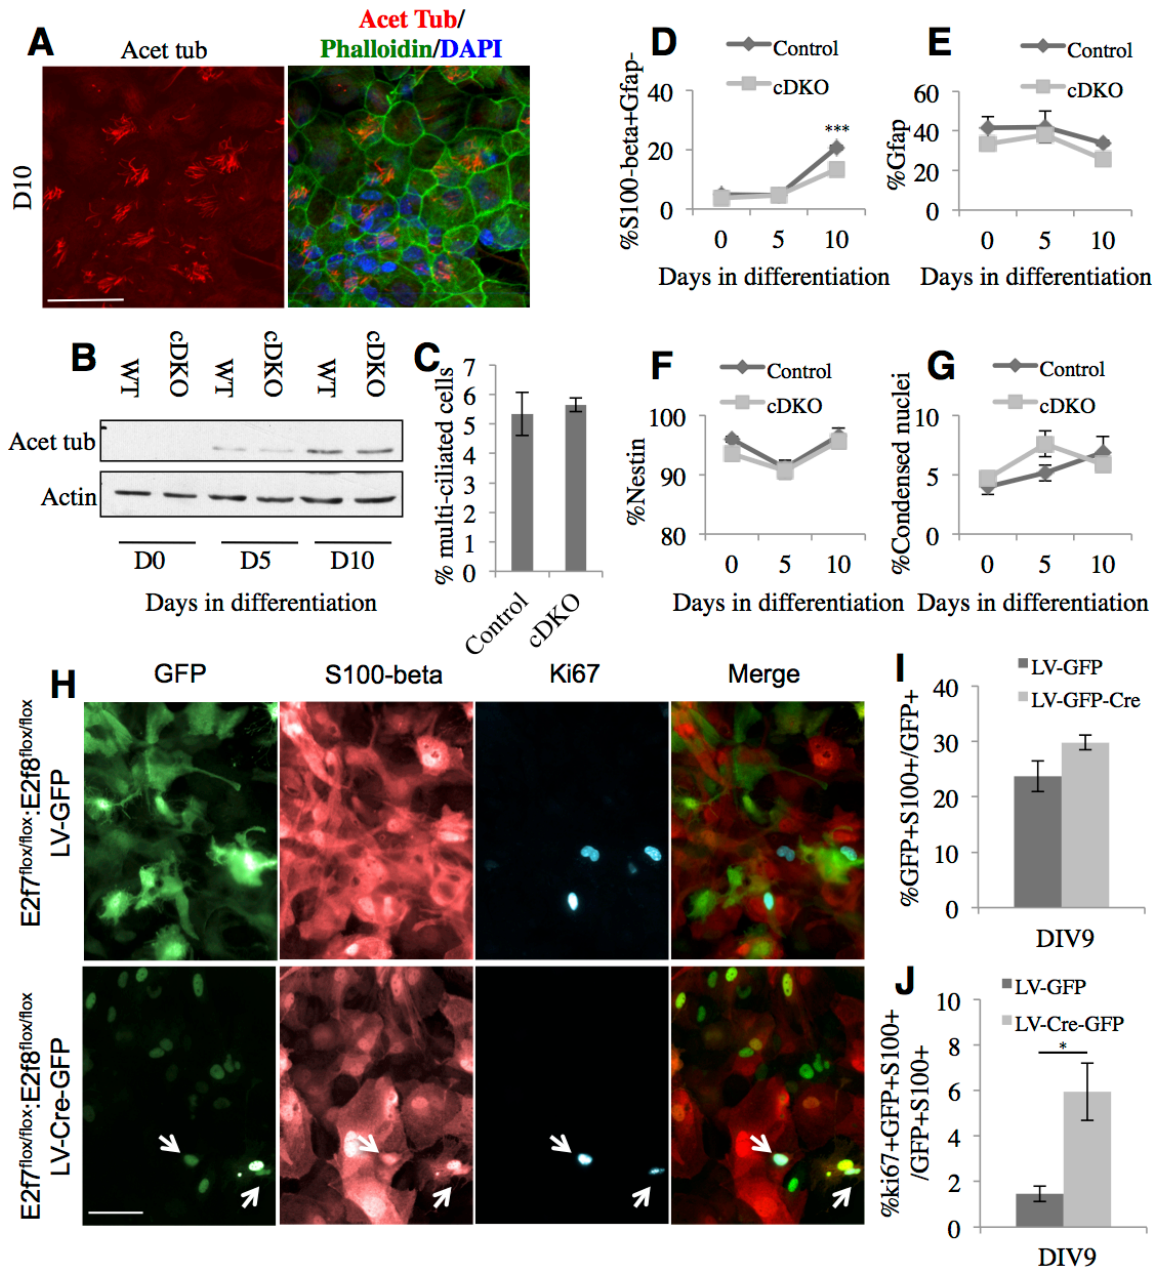 A
Acet tub
Acet Tub/
Phalloidin/DAPI
D10
B
WT
cDKO
WT
cDKO
WT
cDKO
Acet tub
Actin
D0
D5
D10
Days in differentiation
C
% multi-ciliated cells
7
6
5
4
3
2
1
0
Control
cDKO
D
Control
cDKO
%S100-beta+Gfap-
40
20
0
***
0 5 10
Days in differentiation
E
Control
cDKO
%Gfap
60
40
20
0
0 5 10
Days in differentiation
F
Control
cDKO
%Nestin
100
90
80
0 5 10
Days in differentiation
G
Control
cDKO
%Condensed nuclei
10
5
0
0 5 10
Days in differentiation
H
GFP S100-beta Ki67 Merge
E2f7flox/flox:E2f8flox/flox
LV-GFP
E2f7flox/flox:E2f8flox/flox
LV-Cre-GFP
I
LV-GFP
LV-GFP-Cre
%GFP+S100+/GFP+
40
30
20
10
0
DIV9
J
LV-GFP
LV-Cre-GFP
%ki67+GFP+S100+
/GFP+S100+
10
8
6
4
2
0
*
DIV9